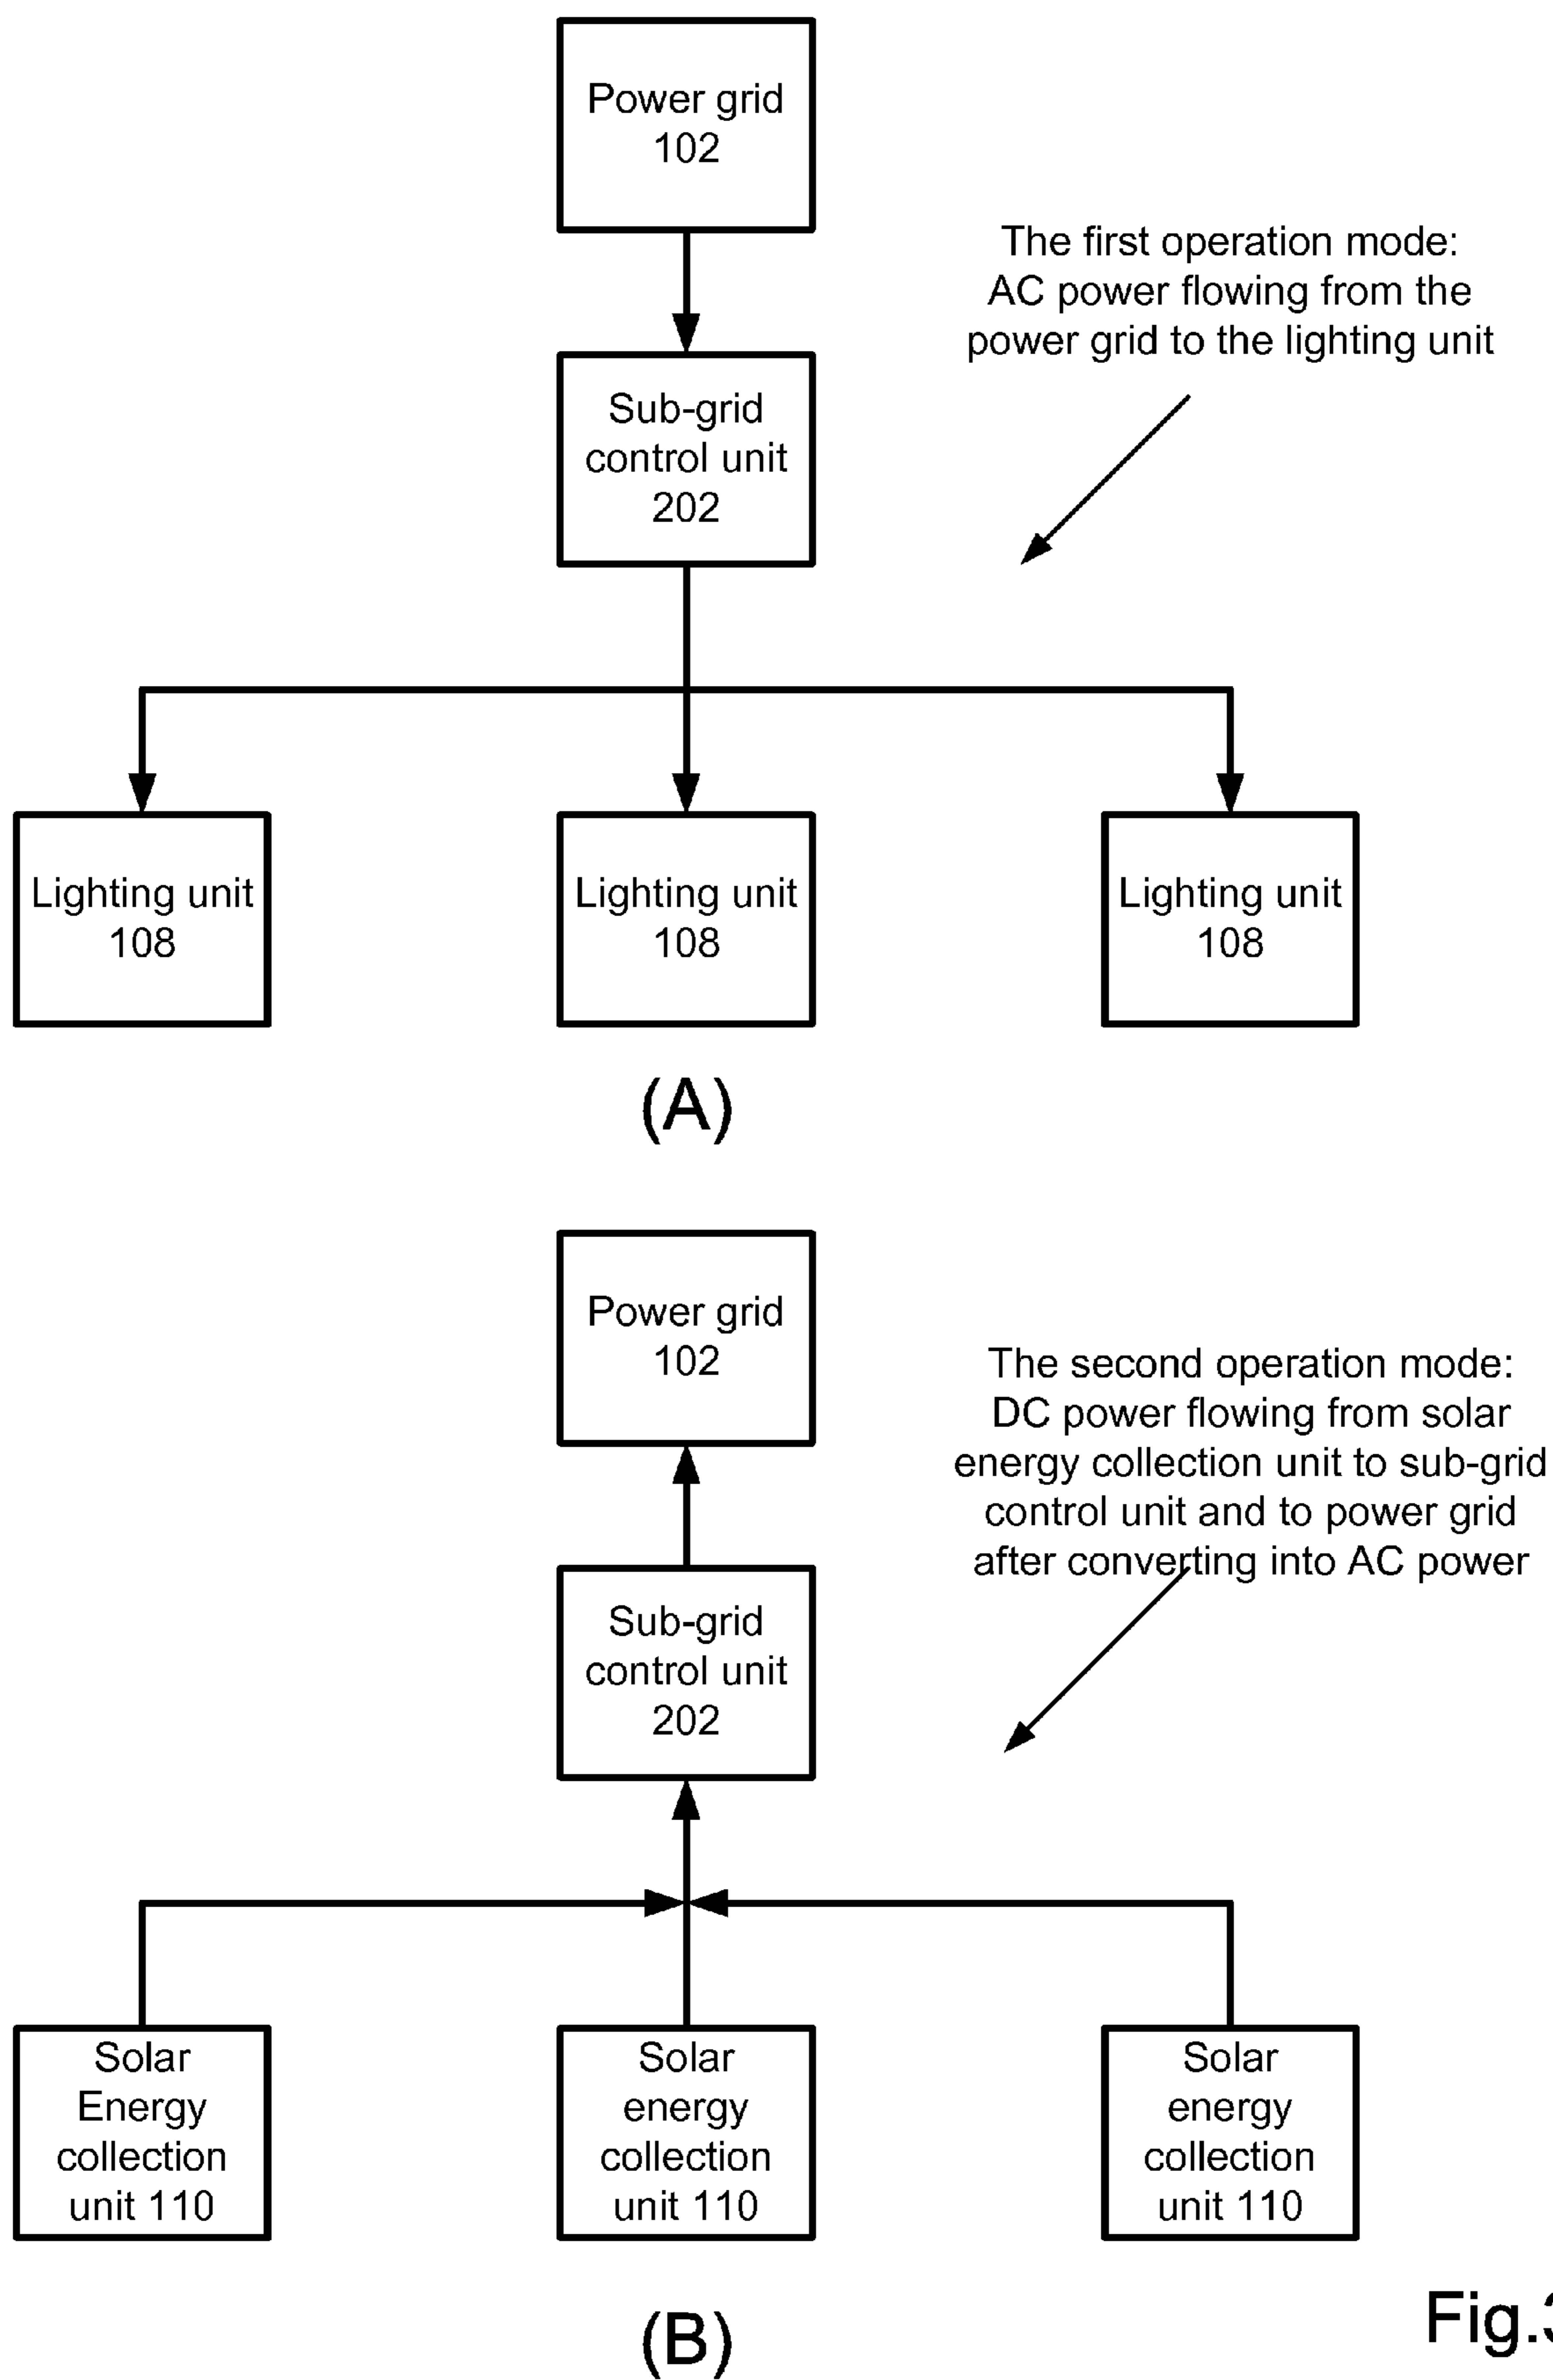 Power grid
102
The first operation mode:
AC power flowing from the
power grid to the lighting unit
Sub-grid
control unit
202
Lighting unit
108
Lighting unit
108
Lighting unit
108
(A)
Power grid
102
The second operation mode:
DC power flowing from solar
energy collection unit to sub-grid
control unit and to power grid
after converting into AC power
Sub-grid
control unit
202
Solar
Energy
collection
unit 110
Solar
energy
collection
unit 110
Solar
energy
collection
unit 110
Fig.3
(B)